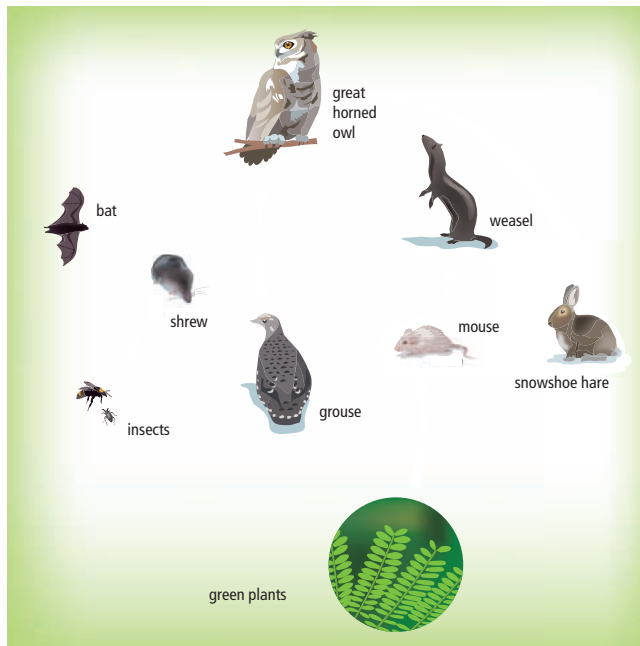 great
horned
owl
bat
weasel
shrew
mouse
snowshoe hare
grouse
insects
green plants